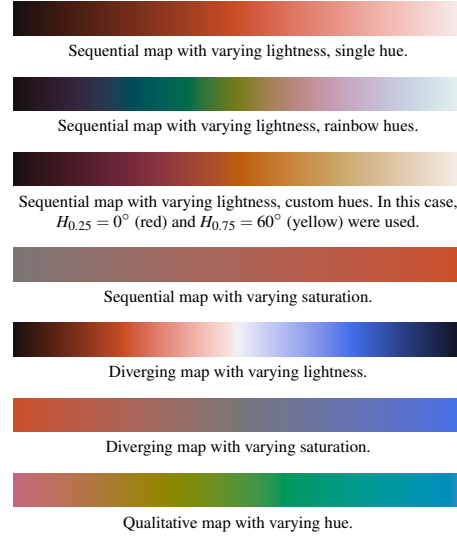 Sequential map with varying lightness, single hue.
Sequential map with varying lightness, rainbow hues.
Sequential map with varying lightness, custom hues. In this case,
H0.25 = 0° (red) and H0.75 = 60° (yellow) were used.
Sequential map with varying saturation.
Diverging map with varying lightness.
Diverging map with varying saturation.
Qualitative map with varying hue.